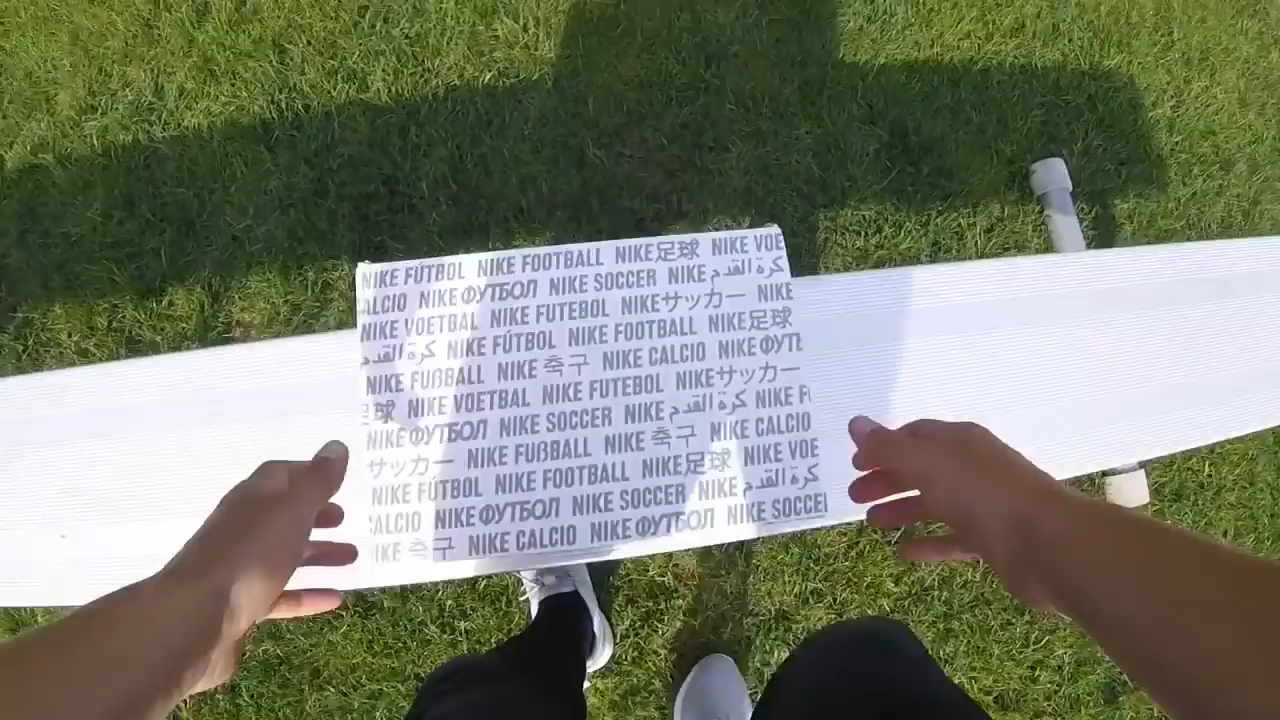 NIKE FÚTBOL NIKE FOOTBALL NIKE足球 NIKE VOE
ALCIO NIKE ФУТБОЛ NIKE SOCCER NIKE كرة القدم
NIKE VOETBAL NIKE FUTEBOL NIKEサッカー NIKE
كرة القدم NIKE FÚTBOL NIKE FOOTBALL NIKE足球
NIKE FUßBALL NIKE 축구 NIKE CALCIO NIKE ФУТБ
球 NIKE VOETBAL NIKE FUTEBOL NIKEサッカー
NIKE ФУТБОЛ NIKE SOCCER NIKE كرة القدم NIKE F
サッカー NIKE FUßBALL NIKE 축구 NIKE CALCIO
NIKE FÚTBOL NIKE FOOTBALL NIKE足球 NIKE VOE
CALCIO NIKE ФУТБОЛ NIKE SOCCER NIKE كرة القدم
IKE 축구 NIKE CALCIO NIKE ФУТБОЛ NIKE SOCCE